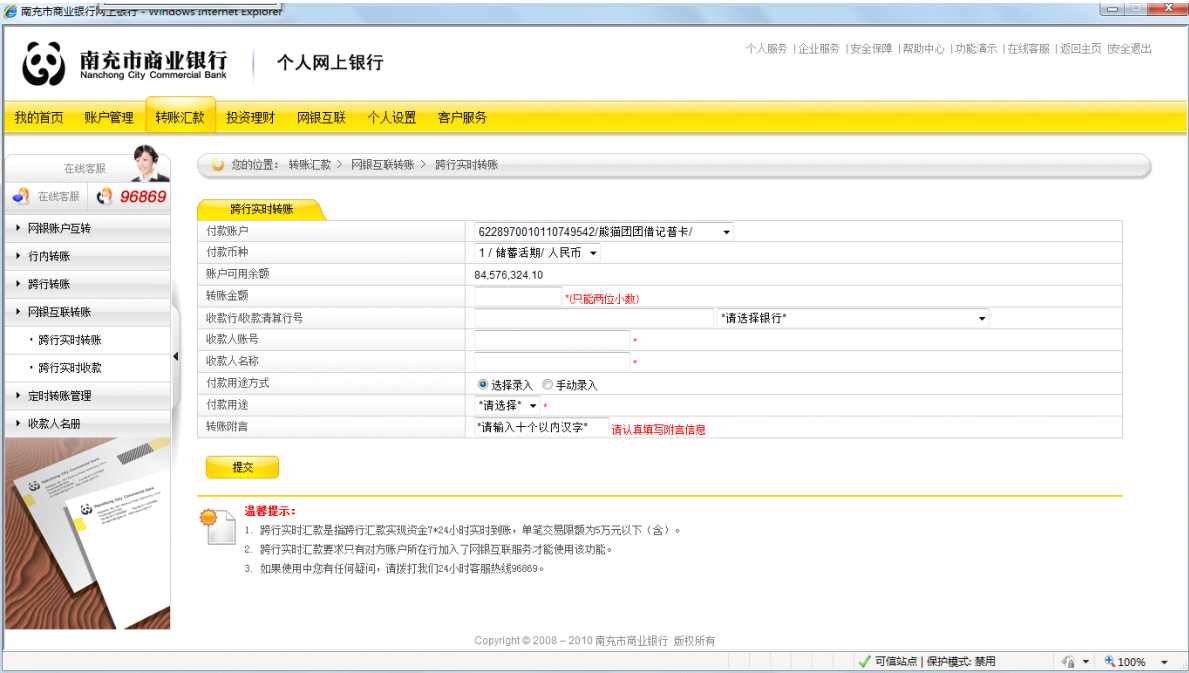 南充市商业银行网上银行 - Windows Internet Explorer
南充市商业银行
Nanchong City Commercial Bank
个人网上银行
个人服务 | 企业服务 | 安全保障 | 帮助中心 | 功能演示 | 在线客服 | 返回主页 | 安全退出
我的首页 账户管理 转账汇款 投资理财 网银互联 个人设置 客户服务
在线客服
在线客服 96869
网银账户互转
行内转账
跨行转账
网银互联转账
· 跨行实时转账
· 跨行实时收款
定时转账管理
收款人名册
Nanchong City Commercial Bank
Nanchong City Commercial Bank
您的位置: 转账汇款 > 网银互联转账 > 跨行实时转账
跨行实时转账
付款账户 6228970010110749542/熊猫团团借记普卡/
付款币种 1 / 储蓄活期/ 人民币
账户可用余额 84,576,324.10
转账金额 *(只能两位小数)
收款行/收款清算行号 *请选择银行*
收款人账号 *
收款人名称 *
付款用途方式 选择录入 手动录入
付款用途 *请选择* *
转账附言 *请输入十个以内汉字* 请认真填写附言信息
提交
温馨提示:
1. 跨行实时汇款是指跨行汇款实现资金7*24小时实时到账，单笔交易限额为5万元以下（含）。
2. 跨行实时汇款要求只有对方账户所在行加入了网银互联服务才能使用该功能。
3. 如果使用中您有任何疑问，请拨打我们24小时客服热线96869。
Copyright © 2008 – 2010 南充市商业银行 版权所有
可信站点 | 保护模式: 禁用 100%